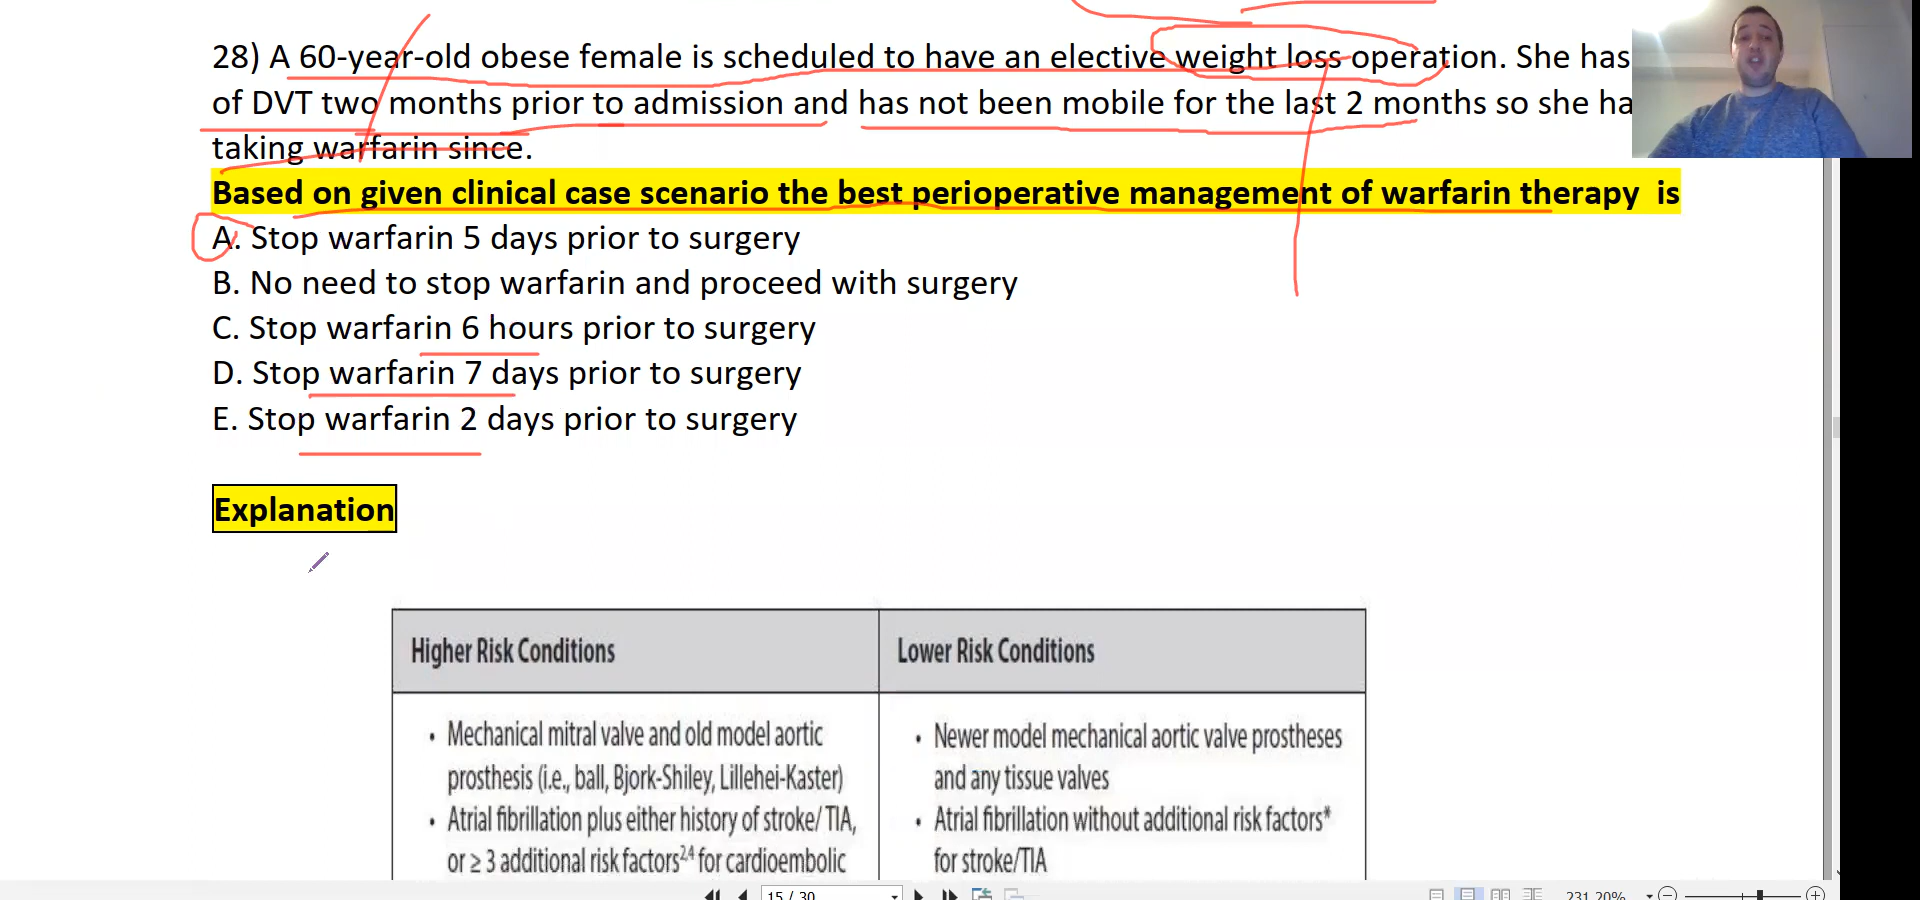 28) A 60-year-old obese female is scheduled to have an elective weight loss operation. She has
of DVT two months prior to admission and has not been mobile for the last 2 months so she ha
taking warfarin since.
Based on given clinical case scenario the best perioperative management of warfarin therapy is
A. Stop warfarin 5 days prior to surgery
B. No need to stop warfarin and proceed with surgery
C. Stop warfarin 6 hours prior to surgery
D. Stop warfarin 7 days prior to surgery
E. Stop warfarin 2 days prior to surgery
Explanation
Higher Risk Conditions
• Mechanical mitral valve and old model aortic
prosthesis (i.e., ball, Bjork-Shiley, Lillehei-Kaster)
• Atrial fibrillation plus either history of stroke/ TIA,
or ≥ 3 additional risk factors2,4 for cardioembolic
Lower Risk Conditions
• Newer model mechanical aortic valve prostheses
and any tissue valves
• Atrial fibrillation without additional risk factors*
for stroke/TIA
15 / 30
231.20%